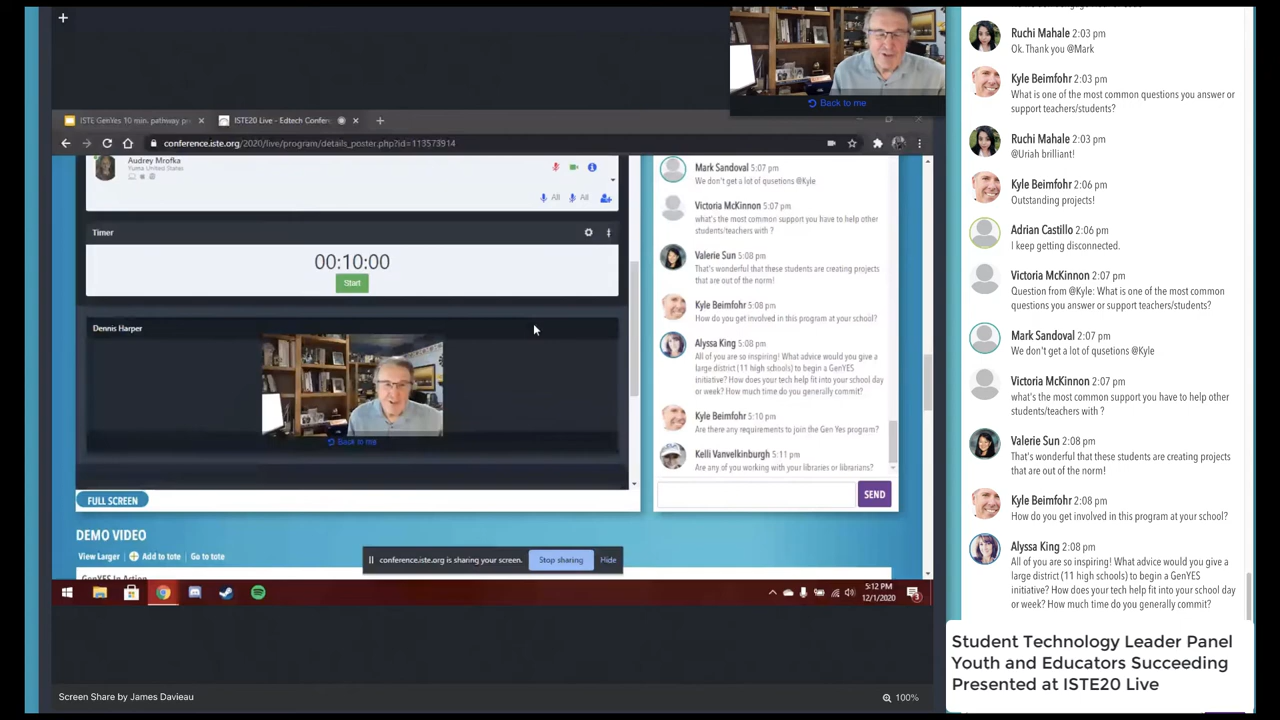 Back to me
ISTE GenYes 10 min. pathway pr
ISTE20 Live - Edtech Confere
conference.iste.org/2020/live/program/details_poster.php?id=113573914
Audrey Mrofka
Yuma United States
All All
Timer
00:10:00
Start
Dennis Harper
Back to me
FULL SCREEN
DEMO VIDEO
View Larger Add to tote Go to tote
GenYES In Action
Mark Sandoval 5:07 pm
We don't get a lot of qusetions @Kyle
Victoria McKinnon 5:07 pm
what's the most common support you have to help other
students/teachers with ?
Valerie Sun 5:08 pm
That's wonderful that these students are creating projects
that are out of the norm!
Kyle Beimfohr 5:08 pm
How do you get involved in this program at your school?
Alyssa King 5:08 pm
All of you are so inspiring! What advice would you give a
large district (11 high schools) to begin a GenYES
initiative? How does your tech help fit into your school day
or week? How much time do you generally commit?
Kyle Beimfohr 5:10 pm
Are there any requirements to join the Gen Yes program?
Kelli Vanvelkinburgh 5:11 pm
Are any of you working with your libraries or librarians?
SEND
conference.iste.org is sharing your screen.
Stop sharing
Hide
5:12 PM
12/1/2020
3
Screen Share by James Davieau
100%
Ruchi Mahale 2:03 pm
Ok. Thank you @Mark
Kyle Beimfohr 2:03 pm
What is one of the most common questions you answer or
support teachers/students?
Ruchi Mahale 2:03 pm
@Uriah brilliant!
Kyle Beimfohr 2:06 pm
Outstanding projects!
Adrian Castillo 2:06 pm
I keep getting disconnected.
Victoria McKinnon 2:07 pm
Question from @Kyle: What is one of the most common
questions you answer or support teachers/students?
Mark Sandoval 2:07 pm
We don't get a lot of qusetions @Kyle
Victoria McKinnon 2:07 pm
what's the most common support you have to help other
students/teachers with ?
Valerie Sun 2:08 pm
That's wonderful that these students are creating projects
that are out of the norm!
Kyle Beimfohr 2:08 pm
How do you get involved in this program at your school?
Alyssa King 2:08 pm
All of you are so inspiring! What advice would you give a
large district (11 high schools) to begin a GenYES
initiative? How does your tech help fit into your school day
or week? How much time do you generally commit?
Student Technology Leader Panel
Youth and Educators Succeeding
Presented at ISTE20 Live